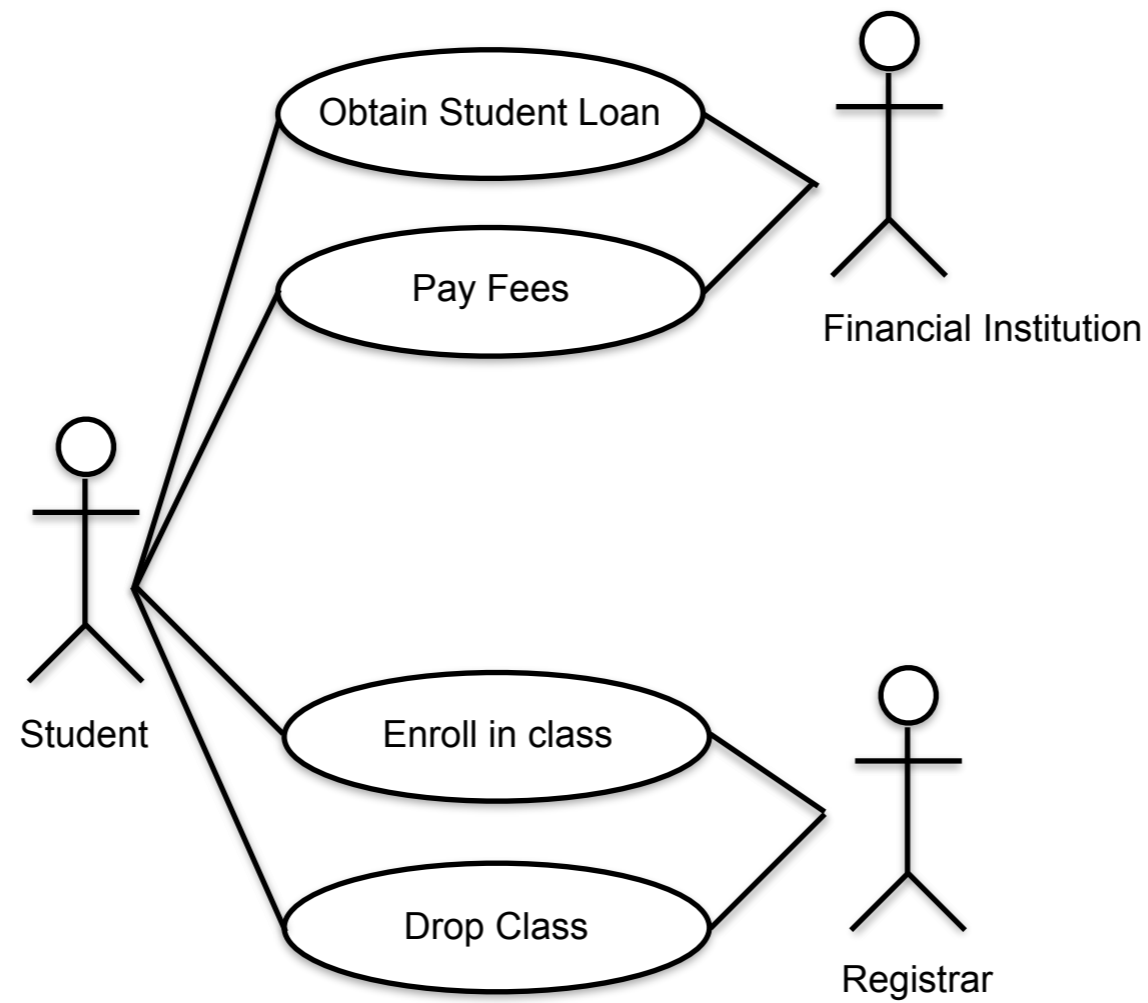 Obtain Student Loan
Pay Fees
Financial Institution
Student
Enroll in class
Drop Class
Registrar